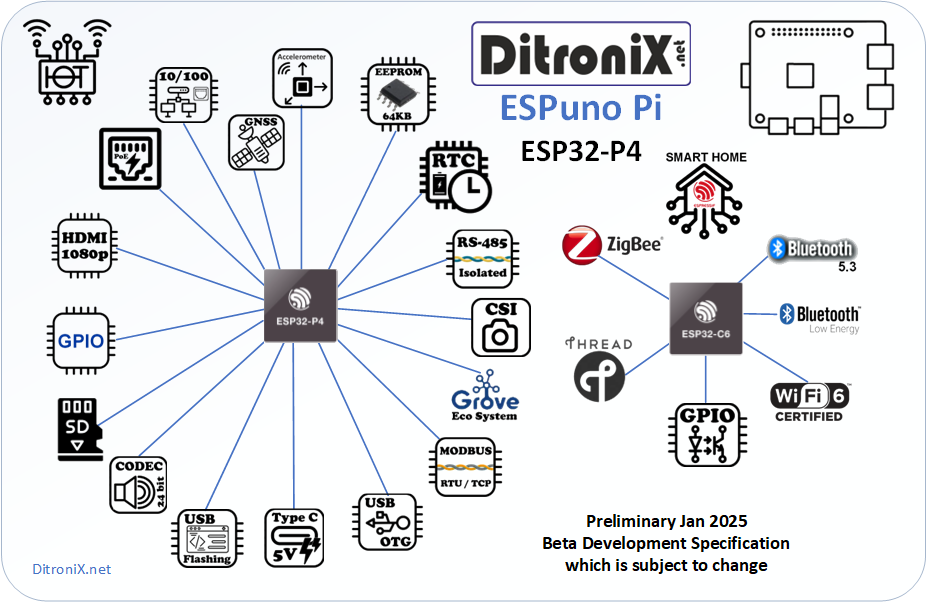 IOT
10/100
Accelerometer
EEPROM
64KB
DitroniX
.net
ESPuno Pi
ESP32-P4
GNSS
PoE
RTC
SMART HOME
ESPRESSIF
HDMI
1080p
RS-485
Isolated
ZigBee®
Bluetooth
5.3
ESP32-P4
CSI
ESP32-C6
Bluetooth™
Low Energy
GPIO
THREAD
Grove
Eco System
WiFi 6™
CERTIFIED
SD
GPIO
CODEC
24 bit
MODBUS
RTU / TCP
USB
Flashing
Type C
5V
USB
OTG
Preliminary Jan 2025
Beta Development Specification
which is subject to change
DitroniX.net